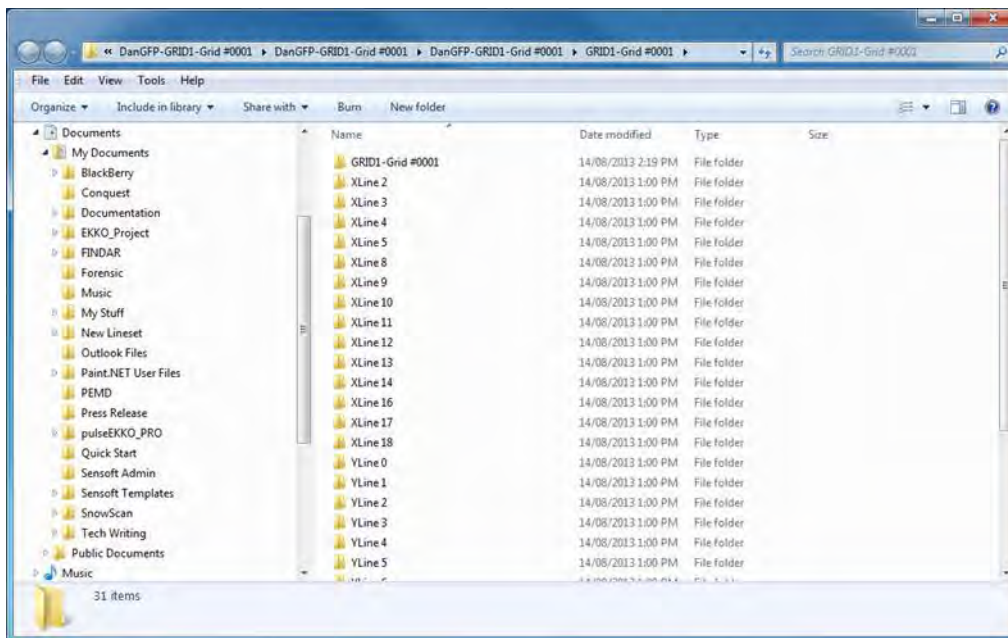 « DanGFP-GRID1-Grid #0001 ▸ DanGFP-GRID1-Grid #0001 ▸ DanGFP-GRID1-Grid #0001 ▸ GRID1-Grid #0001 ▸
Search GRID1-Grid #0001
File Edit View Tools Help
Organize Include in library Share with Burn New folder
Documents
My Documents
BlackBerry
Conquest
Documentation
EKKO_Project
FINDAR
Forensic
Music
My Stuff
New Lineset
Outlook Files
Paint.NET User Files
PEMD
Press Release
pulseEKKO_PRO
Quick Start
Sensoft Admin
Sensoft Templates
SnowScan
Tech Writing
Public Documents
Music
Name Date modified Type Size
GRID1-Grid #0001 14/08/2013 2:19 PM File folder
XLine 2 14/08/2013 1:00 PM File folder
XLine 3 14/08/2013 1:00 PM File folder
XLine 4 14/08/2013 1:00 PM File folder
XLine 5 14/08/2013 1:00 PM File folder
XLine 8 14/08/2013 1:00 PM File folder
XLine 9 14/08/2013 1:00 PM File folder
XLine 10 14/08/2013 1:00 PM File folder
XLine 11 14/08/2013 1:00 PM File folder
XLine 12 14/08/2013 1:00 PM File folder
XLine 13 14/08/2013 1:00 PM File folder
XLine 14 14/08/2013 1:00 PM File folder
XLine 16 14/08/2013 1:00 PM File folder
XLine 17 14/08/2013 1:00 PM File folder
XLine 18 14/08/2013 1:00 PM File folder
YLine 0 14/08/2013 1:00 PM File folder
YLine 1 14/08/2013 1:00 PM File folder
YLine 2 14/08/2013 1:00 PM File folder
YLine 3 14/08/2013 1:00 PM File folder
YLine 4 14/08/2013 1:00 PM File folder
YLine 5 14/08/2013 1:00 PM File folder
31 items